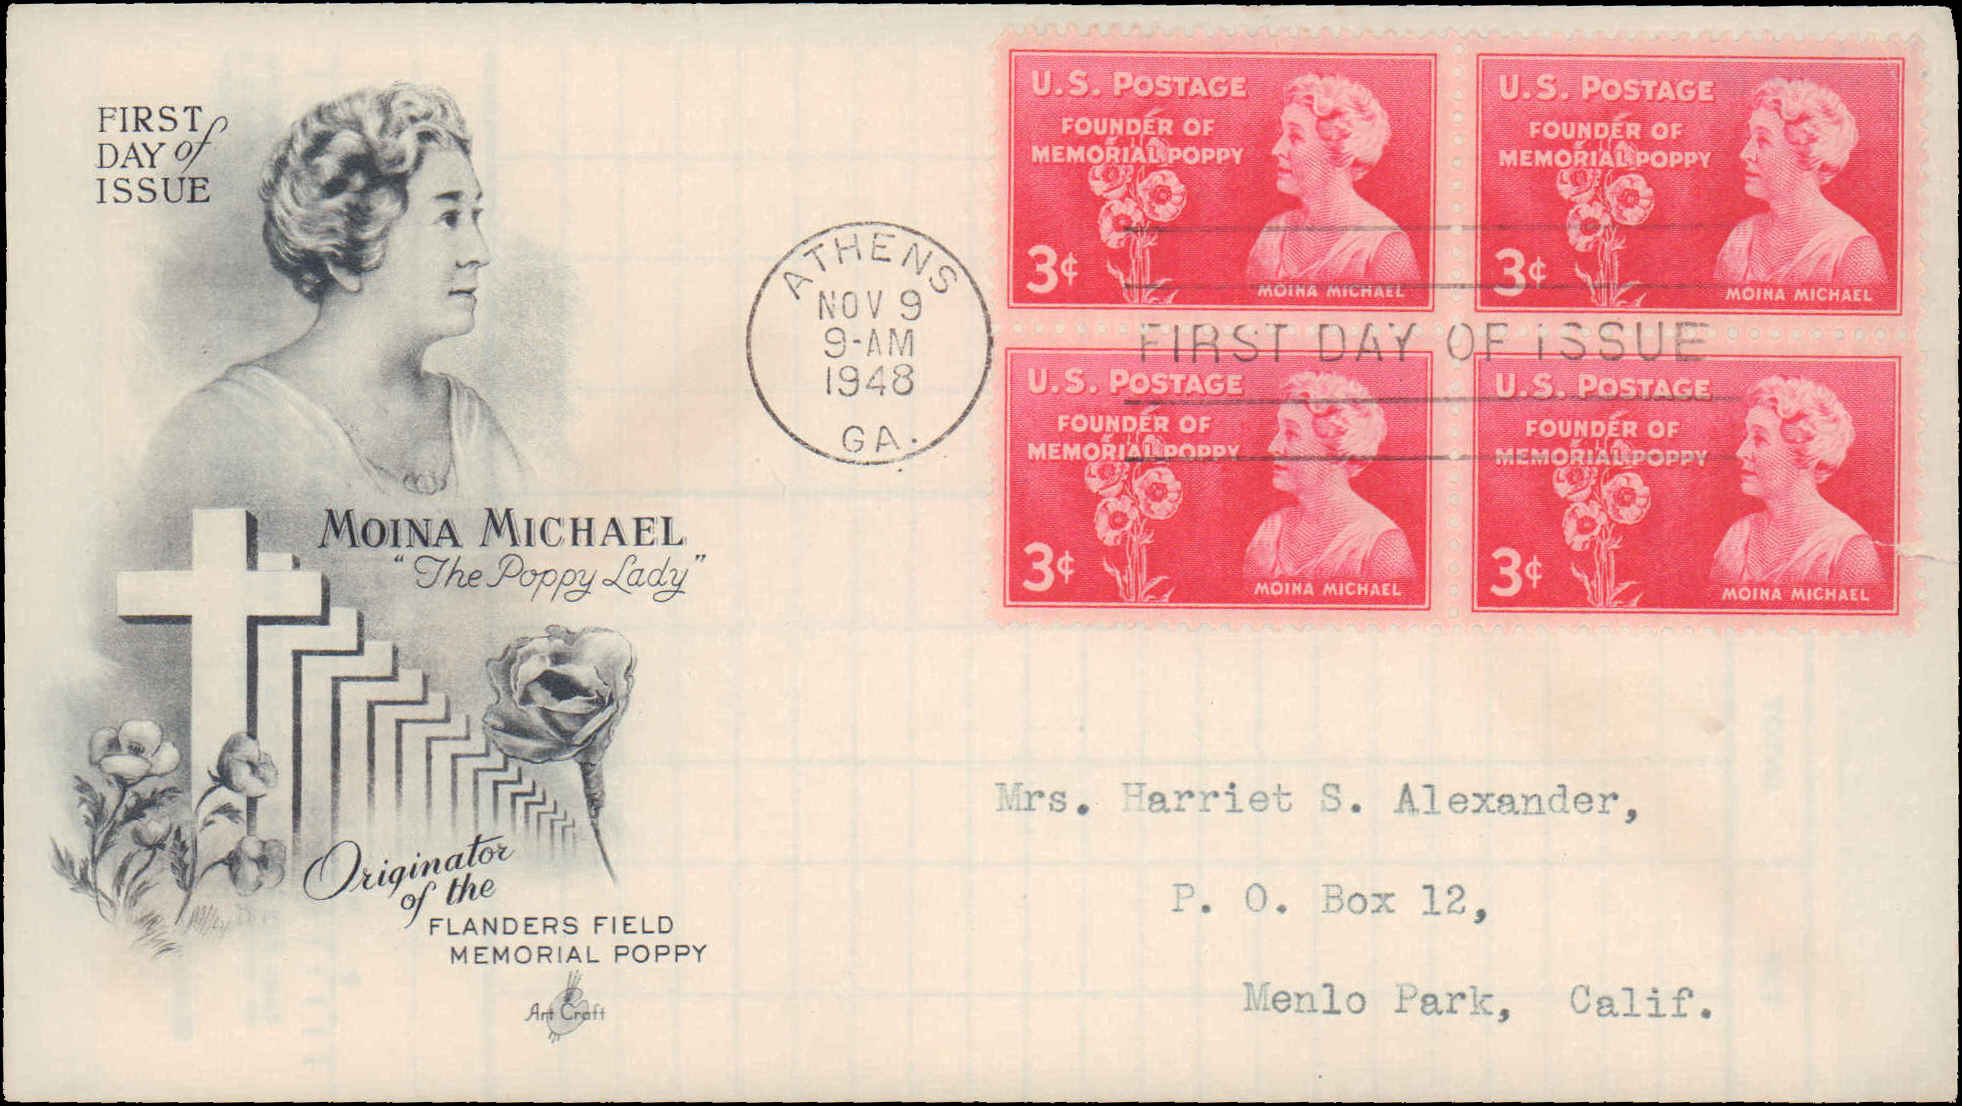 FIRST
DAY of
ISSUE
MOINA MICHAEL
"The Poppy Lady"
Originator
of the
FLANDERS FIELD
MEMORIAL POPPY
Art Craft
ATHENS
NOV 9
9-AM
1948
GA.
U.S. POSTAGE
FOUNDER OF
MEMORIAL POPPY
3¢
MOINA MICHAEL
U.S. POSTAGE
FOUNDER OF
MEMORIAL POPPY
3¢
MOINA MICHAEL
FIRST DAY OF ISSUE
U.S. POSTAGE
FOUNDER OF
MEMORIAL POPPY
3¢
MOINA MICHAEL
U.S. POSTAGE
FOUNDER OF
MEMORIAL POPPY
3¢
MOINA MICHAEL
Mrs. Harriet S. Alexander,
P. O. Box 12,
Menlo Park, Calif.